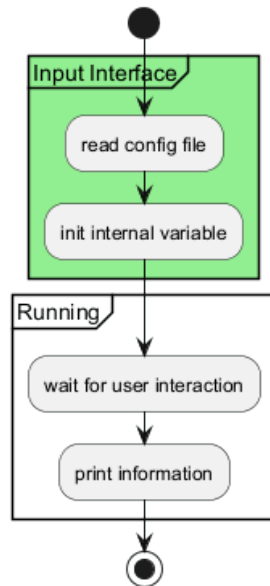 Input Interface
read config file
init internal variable
Running
wait for user interaction
print information